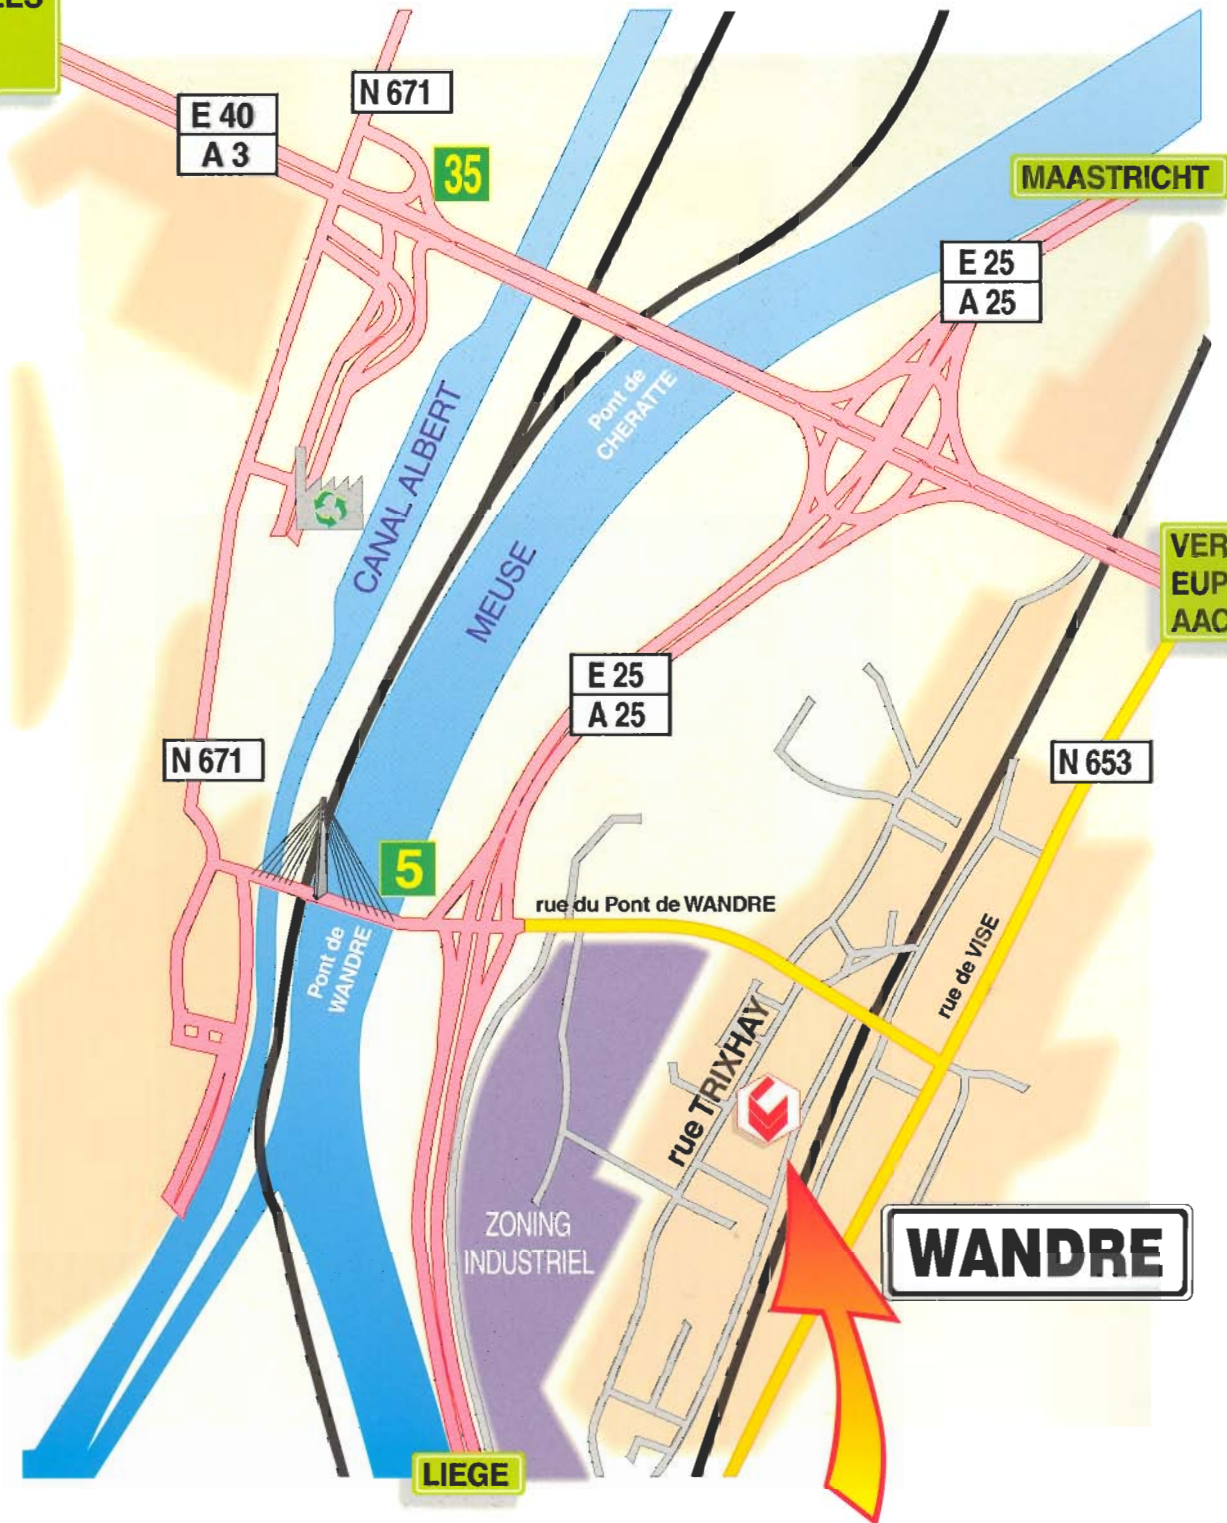 N 671
E 40
A 3
35
MAASTRICHT
E 25
A 25
Pont de
CHERATTE
CANAL ALBERT
MEUSE
E 25
A 25
N 671
N 653
5
rue du Pont de WANDRE
Pont de
WANDRE
rue de VISE
rue TRIXHAY
ZONING
INDUSTRIEL
WANDRE
LIEGE